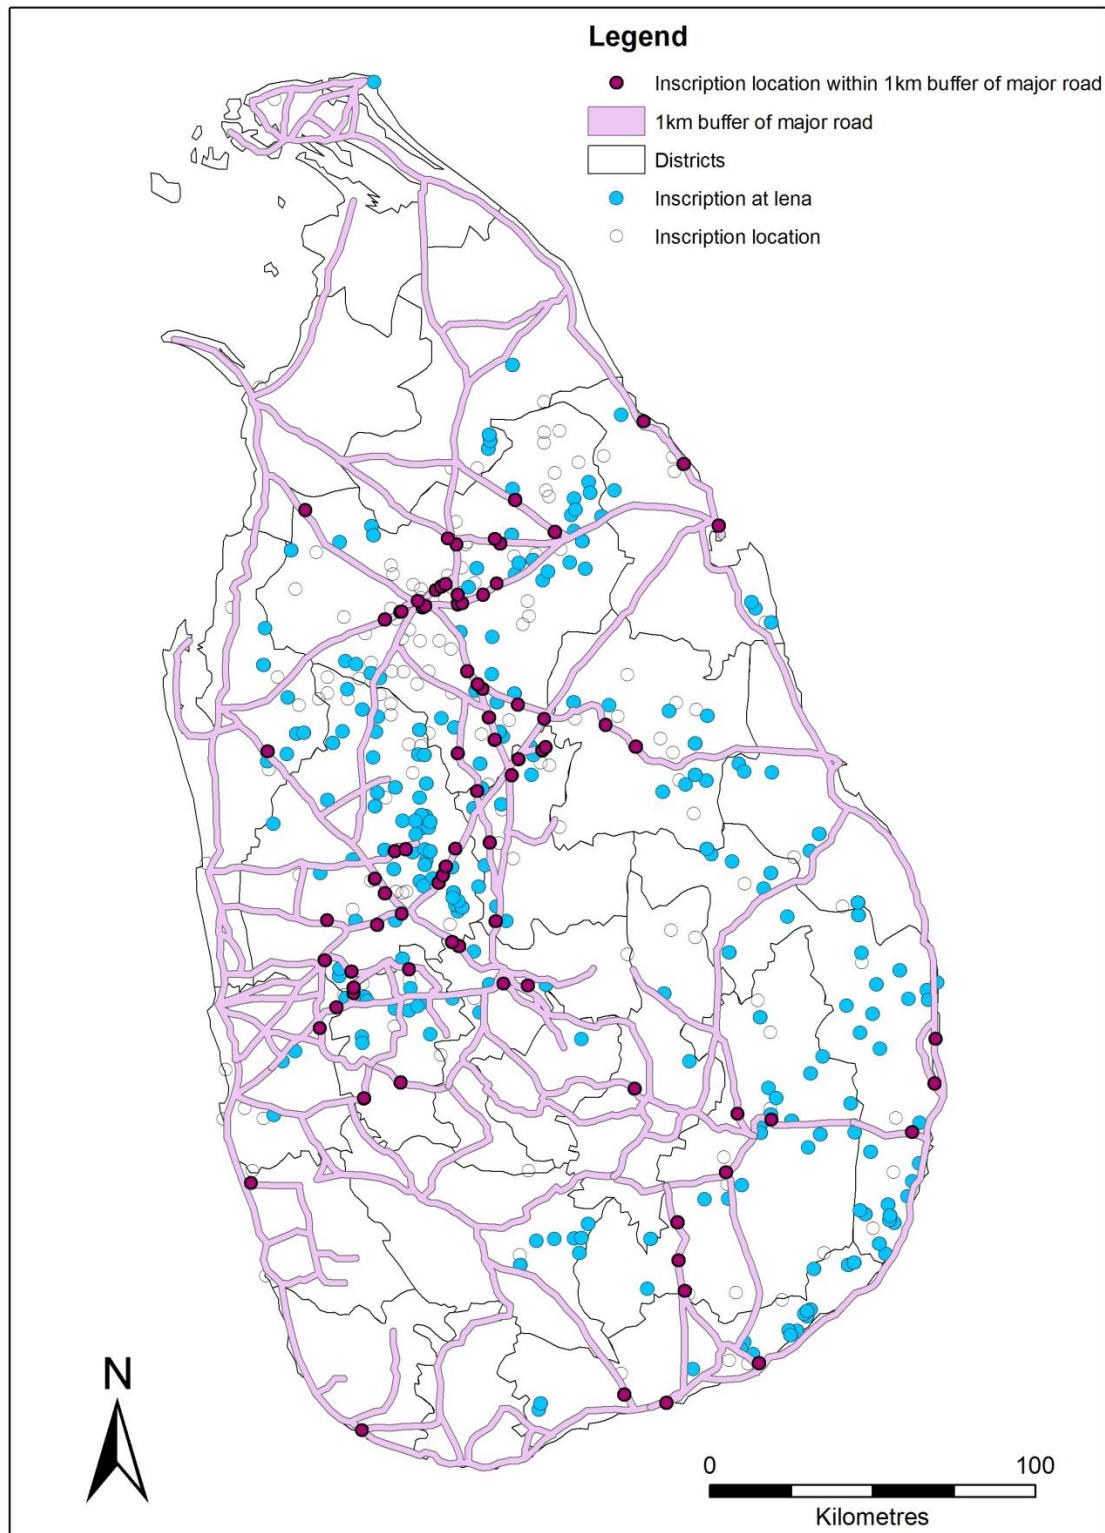 Legend
Inscription location within 1km buffer of major road
1km buffer of major road
Districts
Inscription at lena
Inscription location
N
0 100
Kilometres